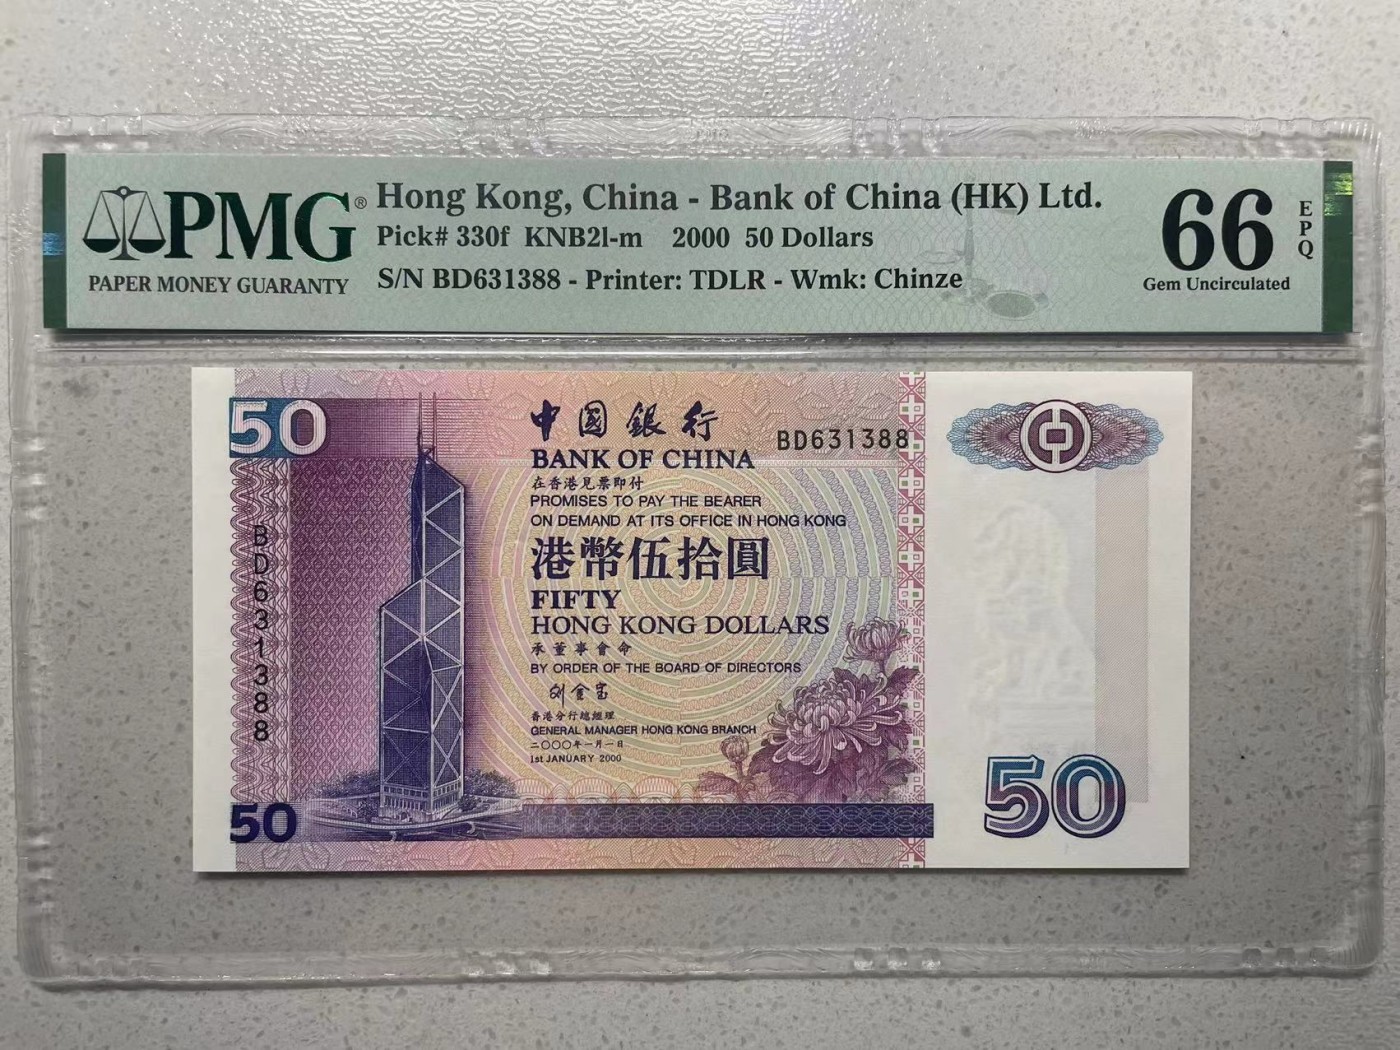 PMG®
PAPER MONEY GUARANTY
Hong Kong, China - Bank of China (HK) Ltd.
Pick# 330f KNB2l-m 2000 50 Dollars
S/N BD631388 - Printer: TDLR - Wmk: Chinze
66
EPQ
Gem Uncirculated
50
中國銀行
BD631388
BANK OF CHINA
在香港見票即付
PROMISES TO PAY THE BEARER
ON DEMAND AT ITS OFFICE IN HONG KONG
港幣伍拾圓
FIFTY
HONG KONG DOLLARS
承董事會命
BY ORDER OF THE BOARD OF DIRECTORS
香港分行總經理
GENERAL MANAGER HONG KONG BRANCH
二〇〇〇年一月一日
1st JANUARY 2000
BD631388
50
50